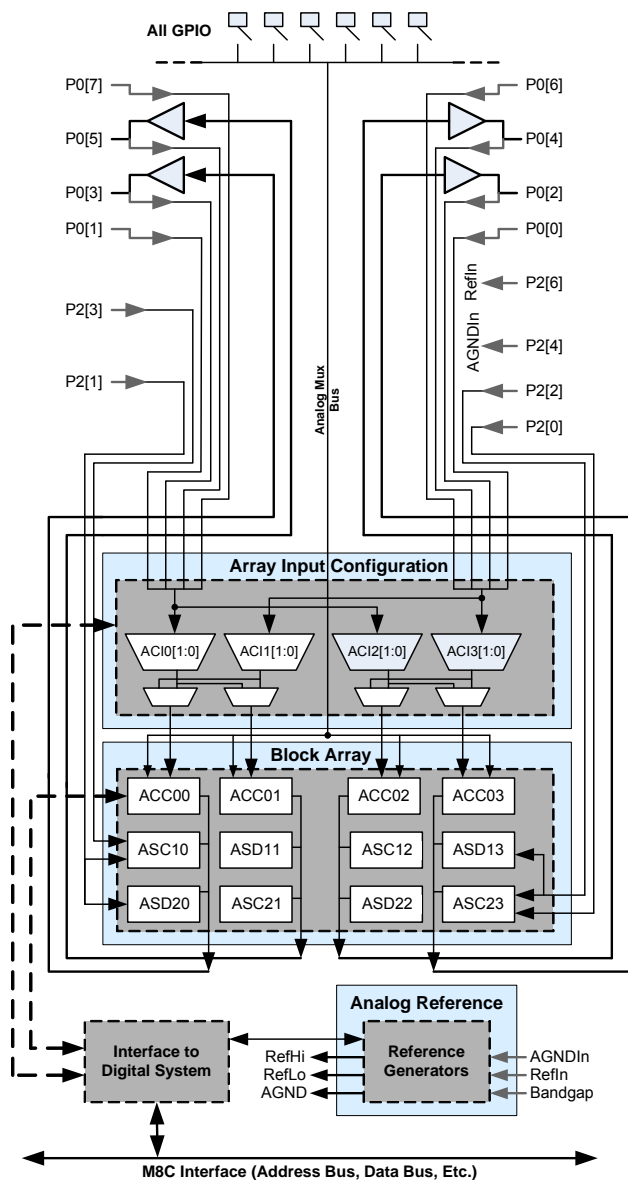 All GPIO
P0[7]
P0[6]
P0[5]
P0[4]
P0[3]
P0[2]
P0[1]
P0[0]
RefIn
P2[6]
P2[3]
AGNDIn
P2[4]
P2[1]
P2[2]
P2[0]
Analog Mux
Bus
Array Input Configuration
ACI0[1:0]
ACI1[1:0]
ACI2[1:0]
ACI3[1:0]
Block Array
ACC00
ACC01
ACC02
ACC03
ASC10
ASD11
ASC12
ASD13
ASD20
ASC21
ASD22
ASC23
Analog Reference
Interface to
Digital System
RefHi
RefLo
AGND
Reference
Generators
AGNDIn
RefIn
Bandgap
M8C Interface (Address Bus, Data Bus, Etc.)